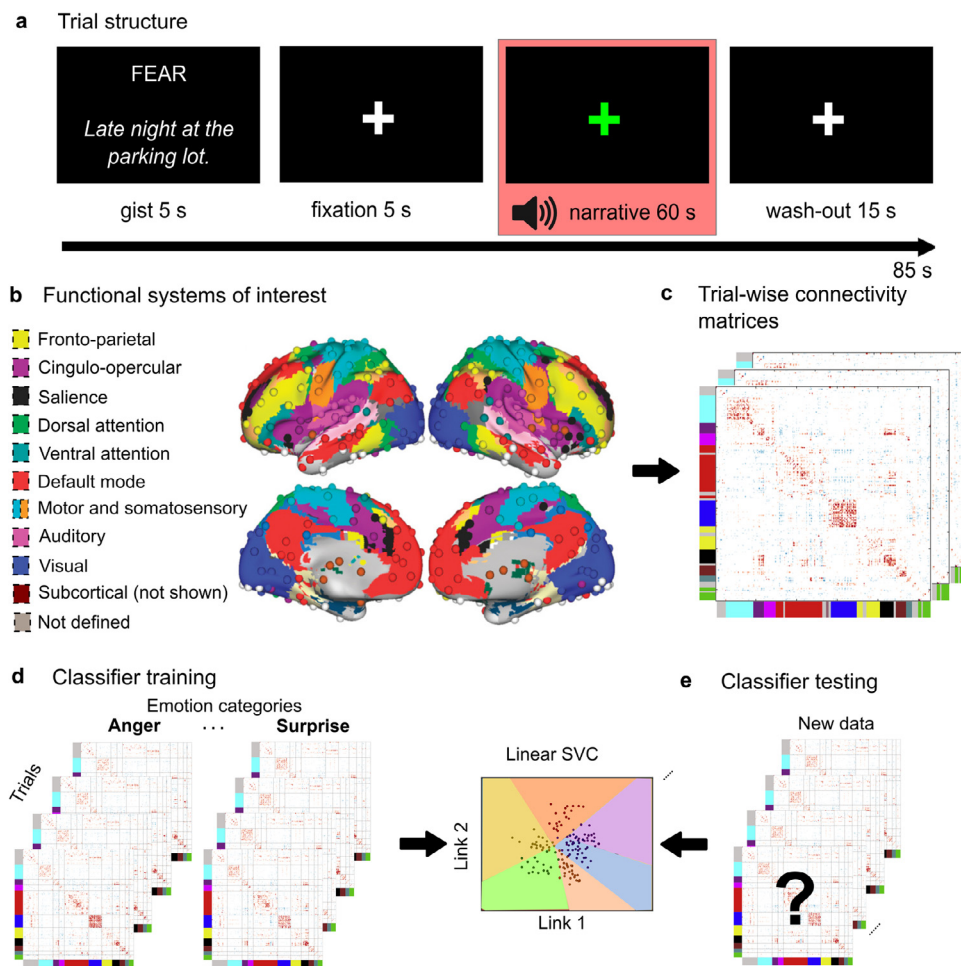 a Trial structure
FEAR
Late night at the
parking lot.
gist 5 s
fixation 5 s
narrative 60 s
wash-out 15 s
85 s
b Functional systems of interest
Fronto-parietal
Cingulo-opercular
Salience
Dorsal attention
Ventral attention
Default mode
Motor and somatosensory
Auditory
Visual
Subcortical (not shown)
Not defined
c Trial-wise connectivity
matrices
d Classifier training
Emotion categories
Anger ... Surprise
Trials
Linear SVC
Link 2
Link 1
e Classifier testing
New data
?